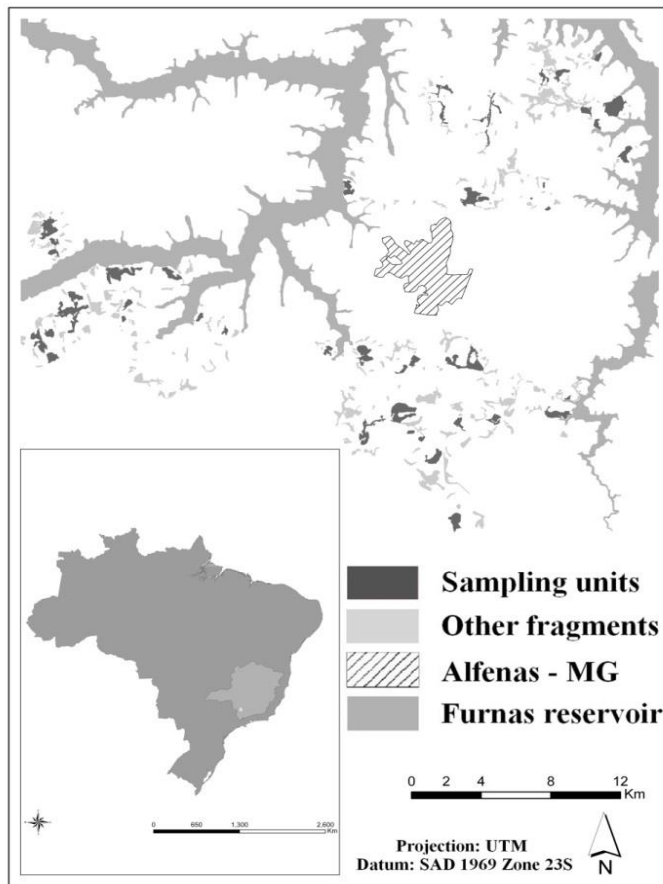 Sampling units
Other fragments
Alfenas - MG
Furnas reservoir
0 2 4 8 12
Km
0 650 1,300 2,600
Km
Projection: UTM
Datum: SAD 1969 Zone 23S
N